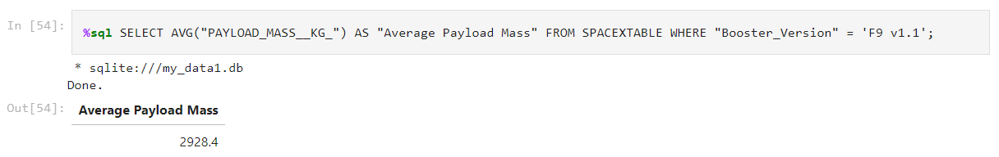 In [54]:
%sql SELECT AVG("PAYLOAD_MASS__KG_") AS "Average Payload Mass" FROM SPACEXTABLE WHERE "Booster_Version" = 'F9 v1.1';
* sqlite:///my_data1.db
Done.
Out[54]:
Average Payload Mass
2928.4